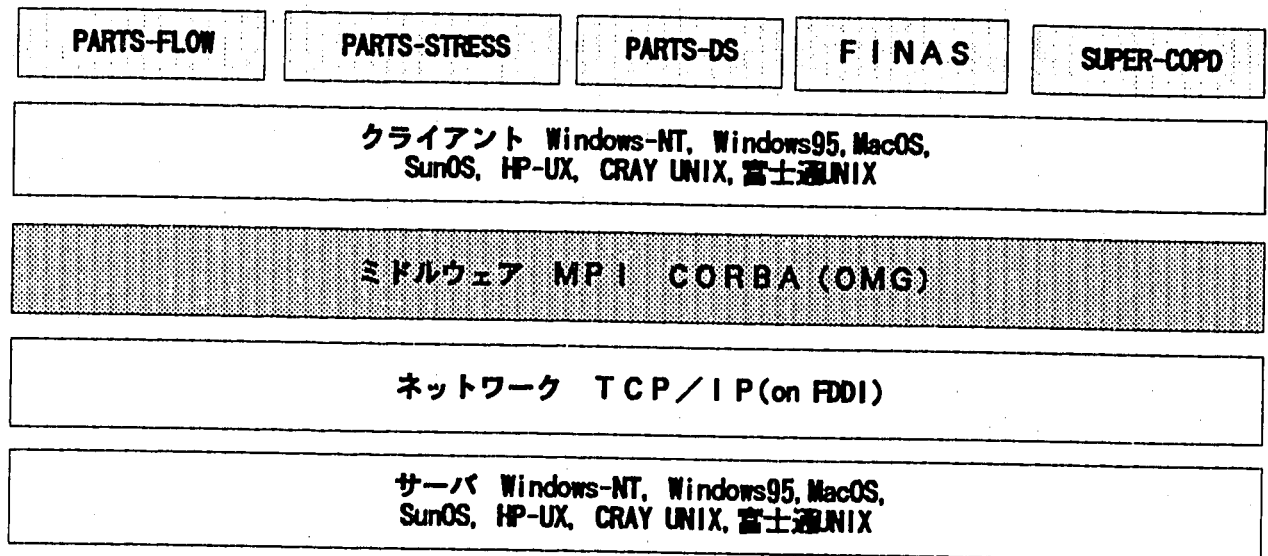 PARTS-FLOW
PARTS-STRESS
PARTS-DS
FINAS
SUPER-COPD
クライアント Windows-NT, Windows95,MacOS,
SunOS, HP-UX, CRAY UNIX,富士通UNIX
ミドルウェア MPI CORBA(OMG)
ネットワーク TCP/IP(on FDDI)
サーバ Windows-NT, Windows95,MacOS,
SunOS, HP-UX, CRAY UNIX,富士通UNIX